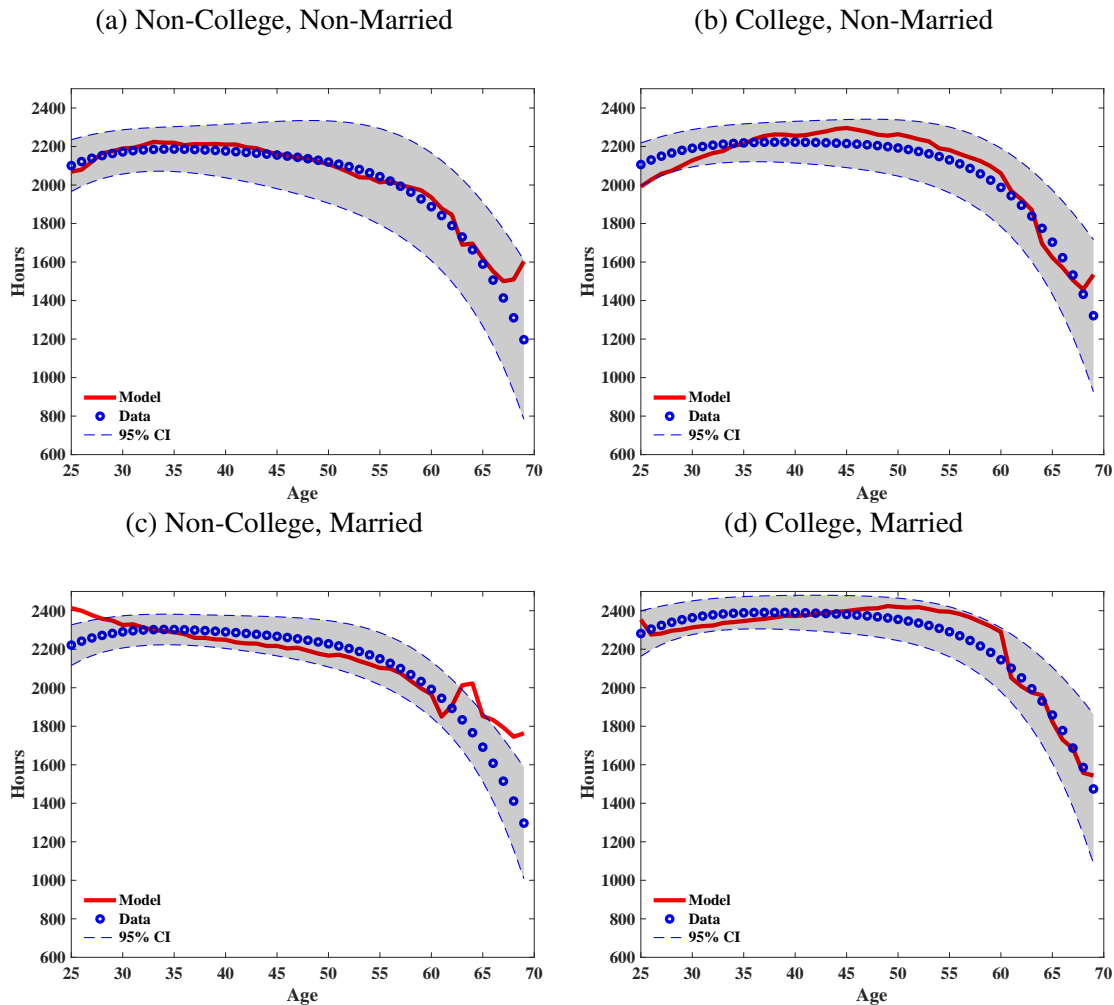 (a) Non-College, Non-Married
2400
2200
2000
1800
1600
1400
1200
1000
800
600
Hours
Model
Data
95% CI
25 30 35 40 45 50 55 60 65 70
Age
(b) College, Non-Married
2400
2200
2000
1800
1600
1400
1200
1000
800
600
Hours
Model
Data
95% CI
25 30 35 40 45 50 55 60 65 70
Age
(c) Non-College, Married
2400
2200
2000
1800
1600
1400
1200
1000
800
600
Hours
Model
Data
95% CI
25 30 35 40 45 50 55 60 65 70
Age
(d) College, Married
2400
2200
2000
1800
1600
1400
1200
1000
800
600
Hours
Model
Data
95% CI
25 30 35 40 45 50 55 60 65 70
Age